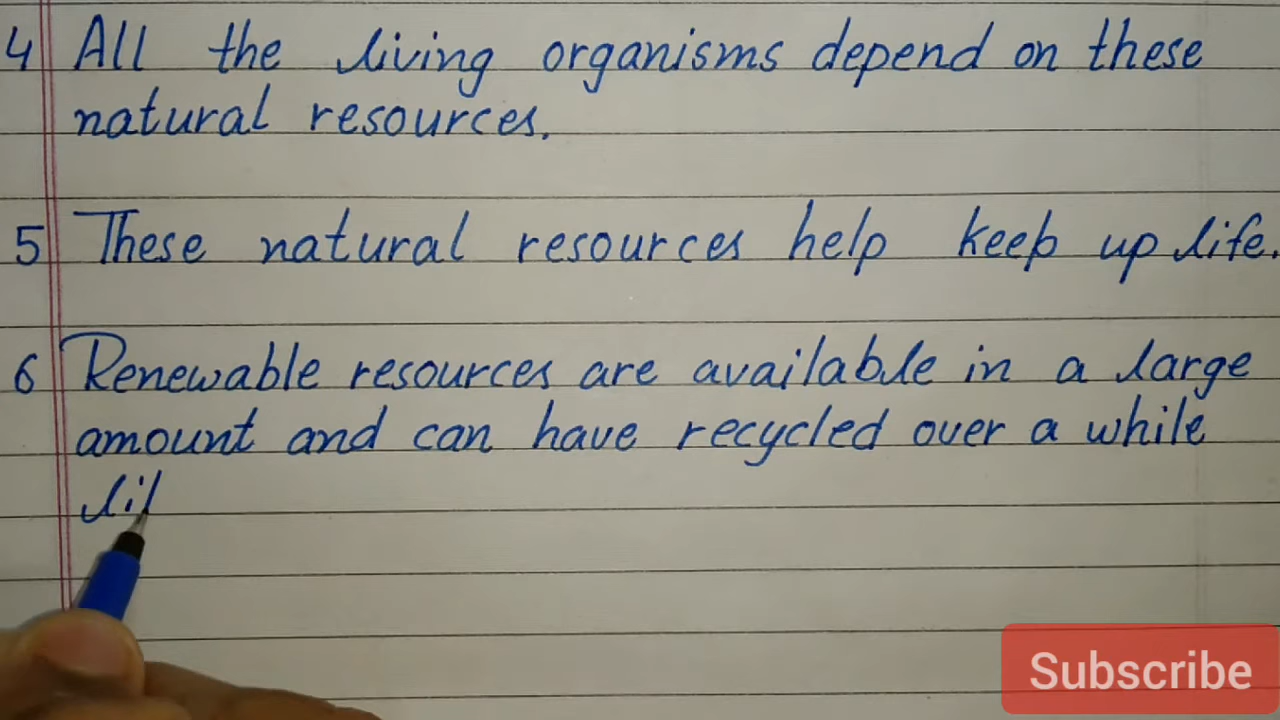 4 All the living organisms depend on these
natural resources.
5 These natural resources help keep up life.
6 Renewable resources are available in a large
amount and can have recycled over a while
Subscribe